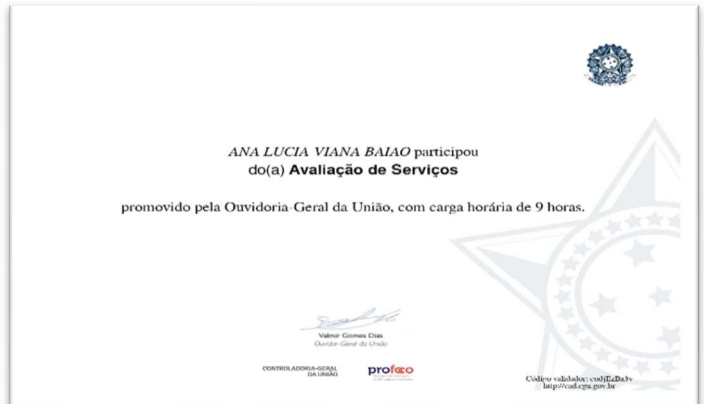 ANA LUCIA VIANA BAIAO participou
do(a) Avaliação de Serviços
promovido pela Ouvidoria-Geral da União, com carga horária de 9 horas.
Valmir Gomes Dias
Ouvidor-Geral da União
CONTROLADORIA-GERAL
DA UNIÃO
profoco
Código validador:
http://ead.cgu.gov.br